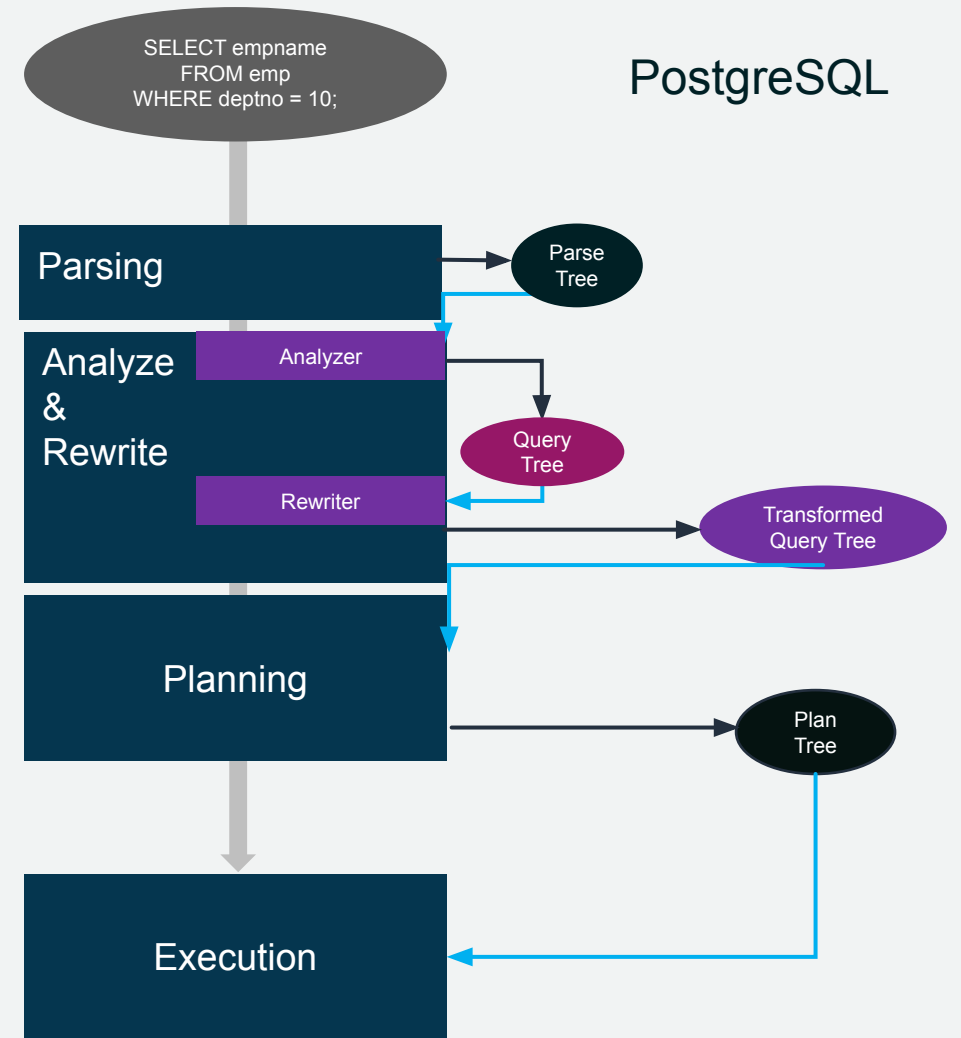 SELECT empname
FROM emp
WHERE deptno = 10;
PostgreSQL
Parsing
Parse
Tree
Analyze
&
Rewrite
Analyzer
Query
Tree
Rewriter
Transformed
Query Tree
Planning
Plan
Tree
Execution